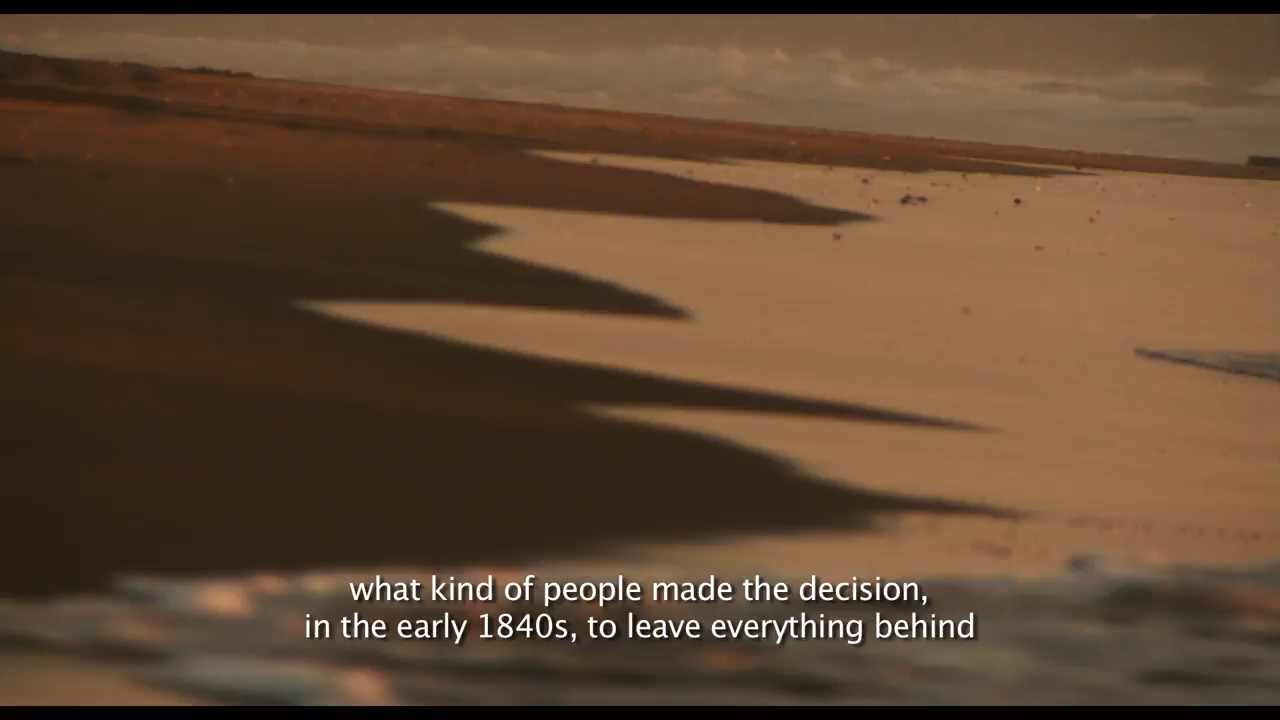 what kind of people made the decision,
in the early 1840s, to leave everything behind